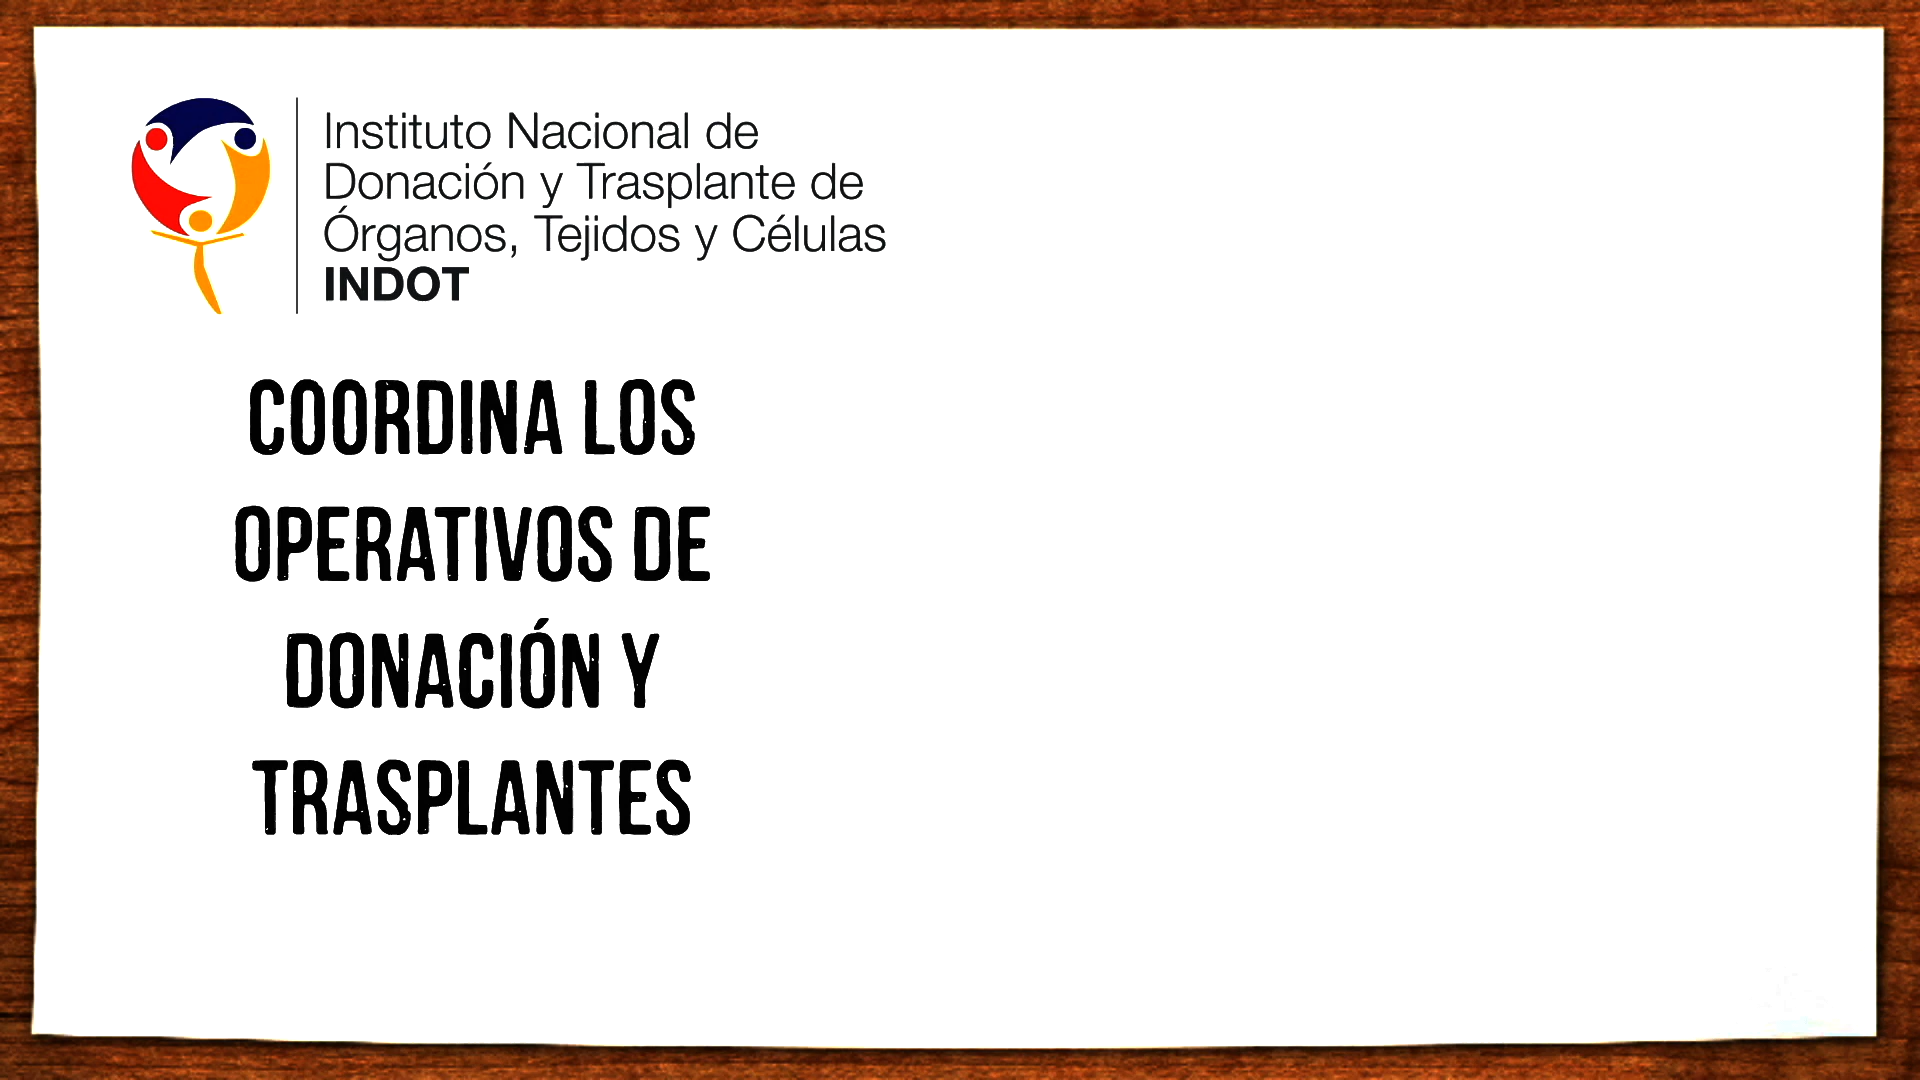 Instituto Nacional de
Donación y Trasplante de
Órganos, Tejidos y Células
INDOT
COORDINA LOS
OPERATIVOS DE
DONACIÓN Y
TRASPLANTES